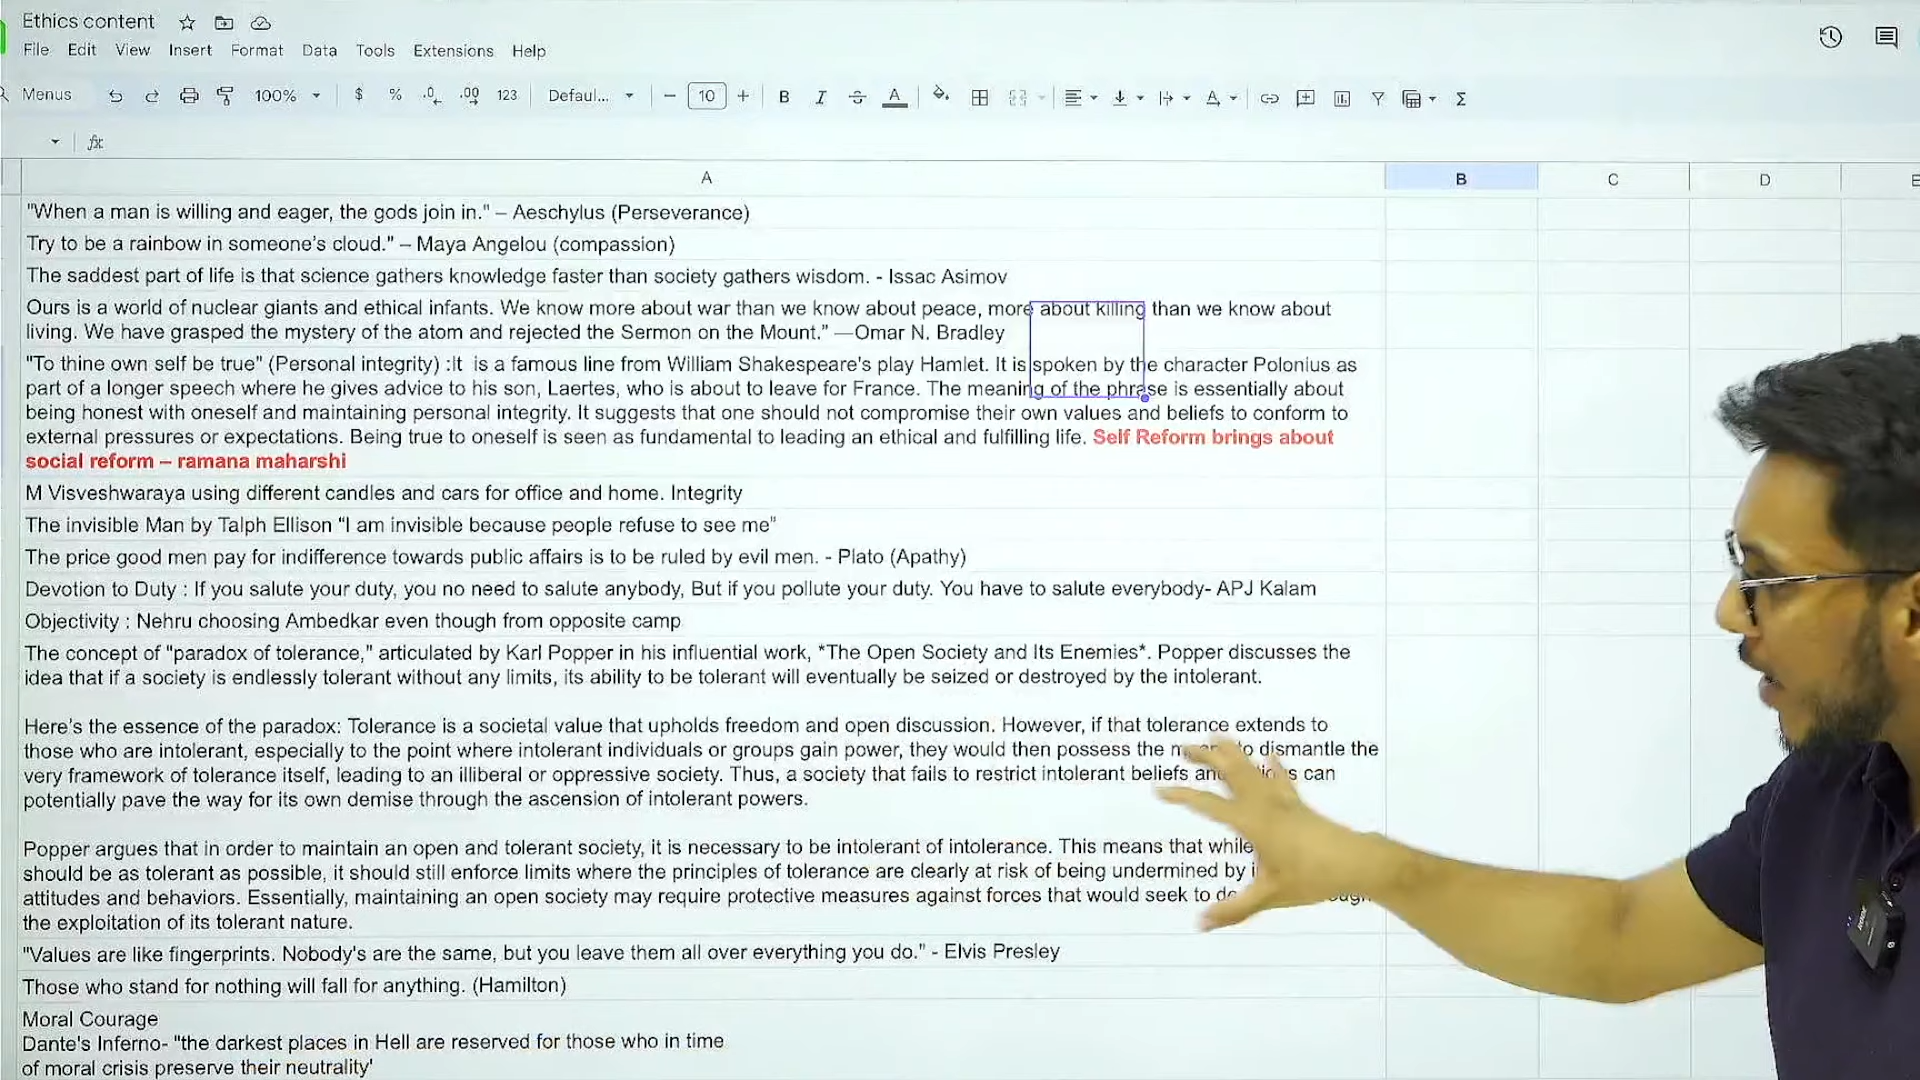 Ethics content
File Edit View Insert Format Data Tools Extensions Help
Menus 100% $ % .0 .00 123 Defaul... − 10 + B I A Σ
fx
A B C D E
"When a man is willing and eager, the gods join in." – Aeschylus (Perseverance)
Try to be a rainbow in someone's cloud." – Maya Angelou (compassion)
The saddest part of life is that science gathers knowledge faster than society gathers wisdom. - Issac Asimov
Ours is a world of nuclear giants and ethical infants. We know more about war than we know about peace, more about killing than we know about
living. We have grasped the mystery of the atom and rejected the Sermon on the Mount." —Omar N. Bradley
"To thine own self be true" (Personal integrity) :It is a famous line from William Shakespeare's play Hamlet. It is spoken by the character Polonius as
part of a longer speech where he gives advice to his son, Laertes, who is about to leave for France. The meaning of the phrase is essentially about
being honest with oneself and maintaining personal integrity. It suggests that one should not compromise their own values and beliefs to conform to
external pressures or expectations. Being true to oneself is seen as fundamental to leading an ethical and fulfilling life. Self Reform brings about
social reform – ramana maharshi
M Visveshwaraya using different candles and cars for office and home. Integrity
The invisible Man by Talph Ellison “I am invisible because people refuse to see me”
The price good men pay for indifference towards public affairs is to be ruled by evil men. - Plato (Apathy)
Devotion to Duty : If you salute your duty, you no need to salute anybody, But if you pollute your duty. You have to salute everybody- APJ Kalam
Objectivity : Nehru choosing Ambedkar even though from opposite camp
The concept of "paradox of tolerance," articulated by Karl Popper in his influential work, *The Open Society and Its Enemies*. Popper discusses the
idea that if a society is endlessly tolerant without any limits, its ability to be tolerant will eventually be seized or destroyed by the intolerant.
Here's the essence of the paradox: Tolerance is a societal value that upholds freedom and open discussion. However, if that tolerance extends to
those who are intolerant, especially to the point where intolerant individuals or groups gain power, they would then possess the to dismantle the
very framework of tolerance itself, leading to an illiberal or oppressive society. Thus, a society that fails to restrict intolerant beliefs can
potentially pave the way for its own demise through the ascension of intolerant powers.
Popper argues that in order to maintain an open and tolerant society, it is necessary to be intolerant of intolerance. This means that while
should be as tolerant as possible, it should still enforce limits where the principles of tolerance are clearly at risk of being undermined by
attitudes and behaviors. Essentially, maintaining an open society may require protective measures against forces that would seek to
the exploitation of its tolerant nature.
"Values are like fingerprints. Nobody's are the same, but you leave them all over everything you do." - Elvis Presley
Those who stand for nothing will fall for anything. (Hamilton)
Moral Courage
Dante's Inferno- "the darkest places in Hell are reserved for those who in time
of moral crisis preserve their neutrality'